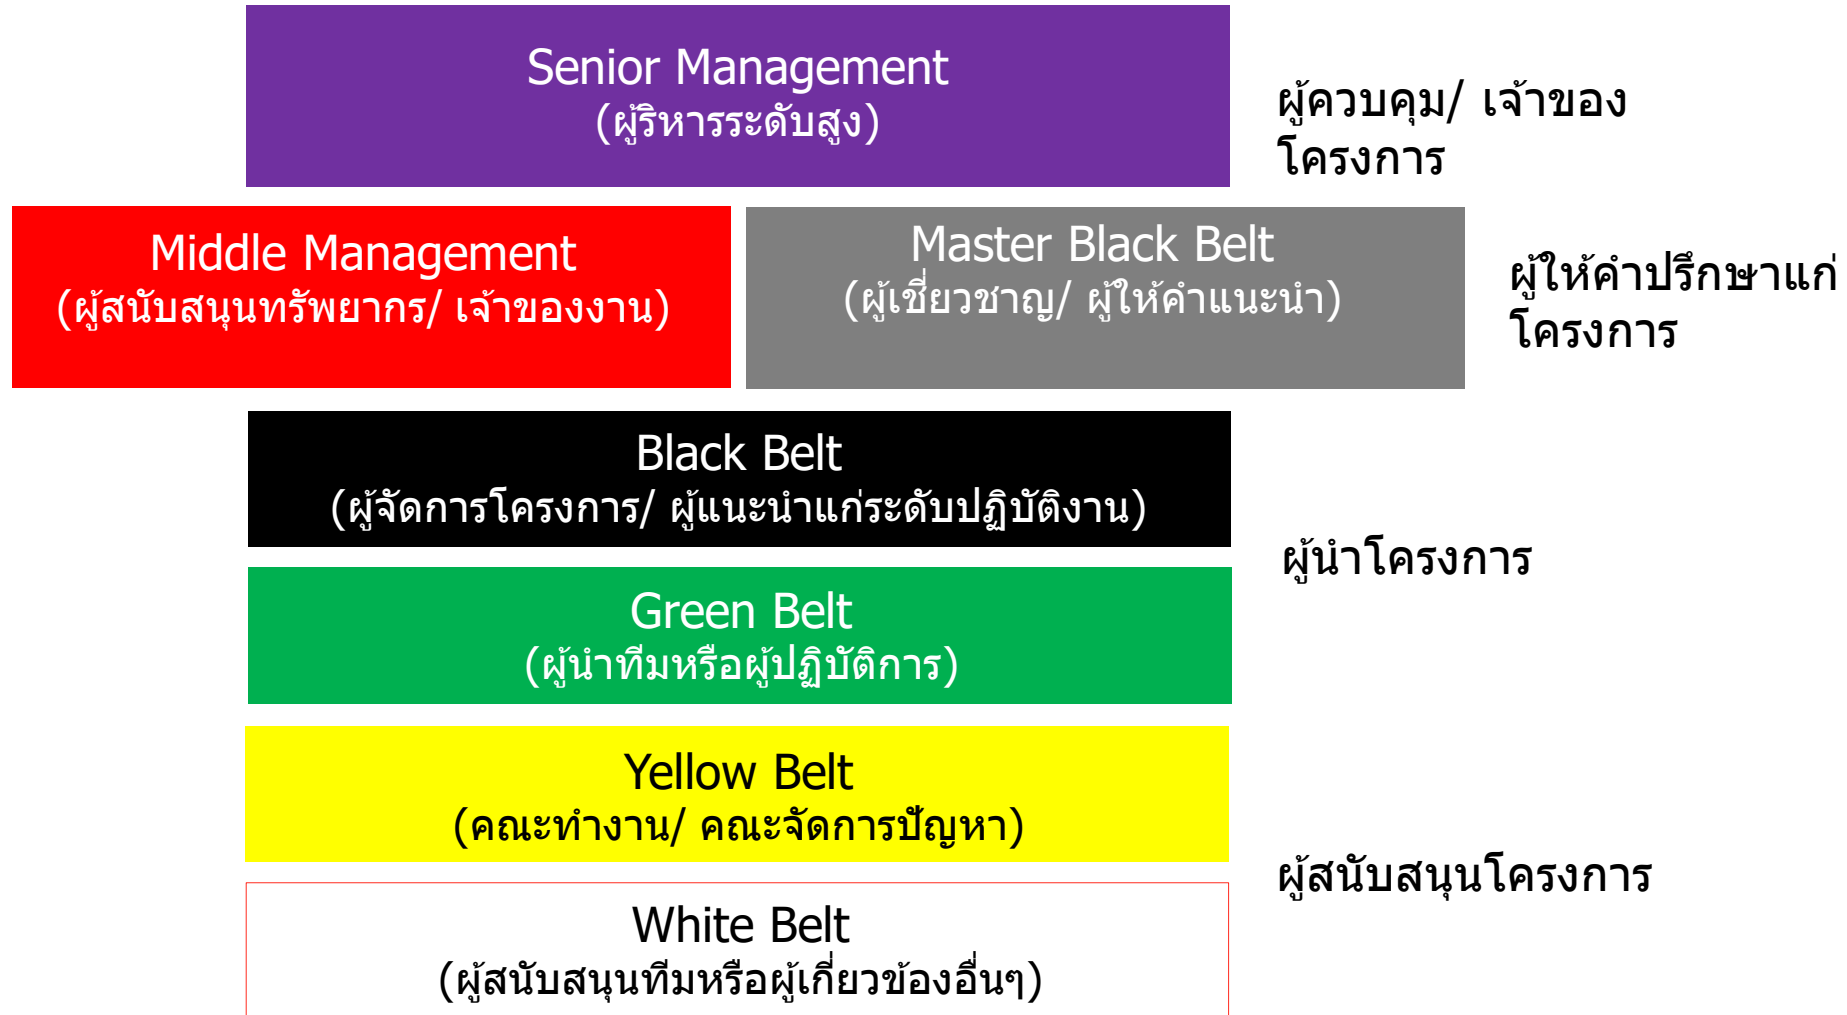 Senior Management
(ผู้ริหารระดับสูง)
ผู้ควบคุม/ เจ้าของ
โครงการ
Middle Management
(ผู้สนับสนุนทรัพยากร/ เจ้าของงาน)
Master Black Belt
(ผู้เชี่ยวชาญ/ ผู้ให้คำแนะนำ)
ผู้ให้คำปรึกษาแก่
โครงการ
Black Belt
(ผู้จัดการโครงการ/ ผู้แนะนำแก่ระดับปฏิบัติงาน)
ผู้นำโครงการ
Green Belt
(ผู้นำทีมหรือผู้ปฏิบัติการ)
Yellow Belt
(คณะทำงาน/ คณะจัดการปัญหา)
ผู้สนับสนุนโครงการ
White Belt
(ผู้สนับสนุนทีมหรือผู้เกี่ยวข้องอื่นๆ)